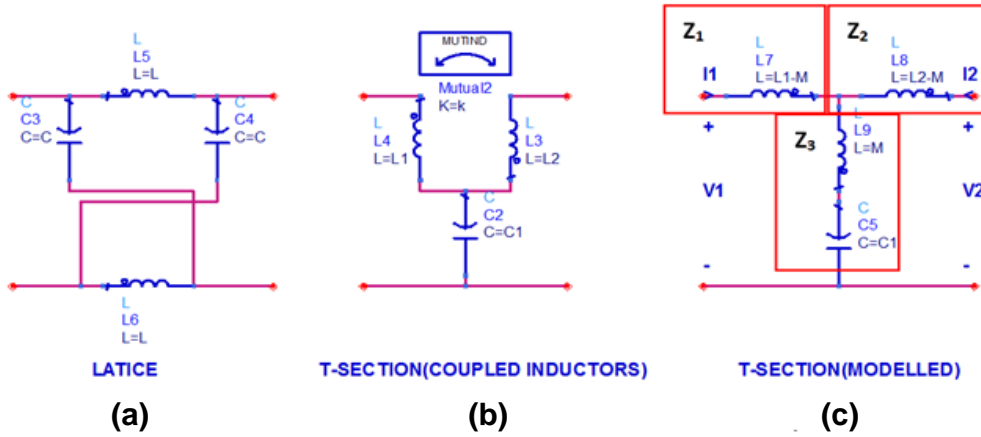 L
L5
L=L
C
C3
C=C
C
C4
C=C
L
L6
L=L
LATICE
(a)
MUTIND
Mutual2
K=k
L
L4
L=L1
L
L3
L=L2
C
C2
C=C1
T-SECTION(COUPLED INDUCTORS)
(b)
Z1
Z2
L
L7
L=L1-M
L
L8
L=L2-M
I1
I2
+
+
Z3
L
L9
L=M
V1
V2
C
C5
C=C1
-
-
T-SECTION(MODELLED)
(c)